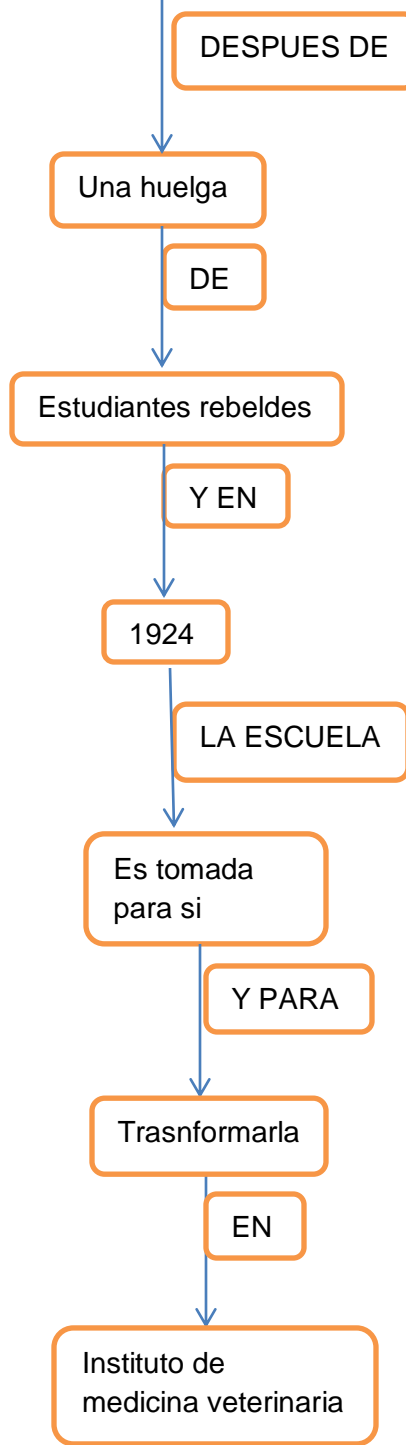 DESPUES DE
Una huelga
DE
Estudiantes rebeldes
Y EN
1924
LA ESCUELA
Es tomada
para si
Y PARA
Trasnformarla
EN
Instituto de
medicina veterinaria